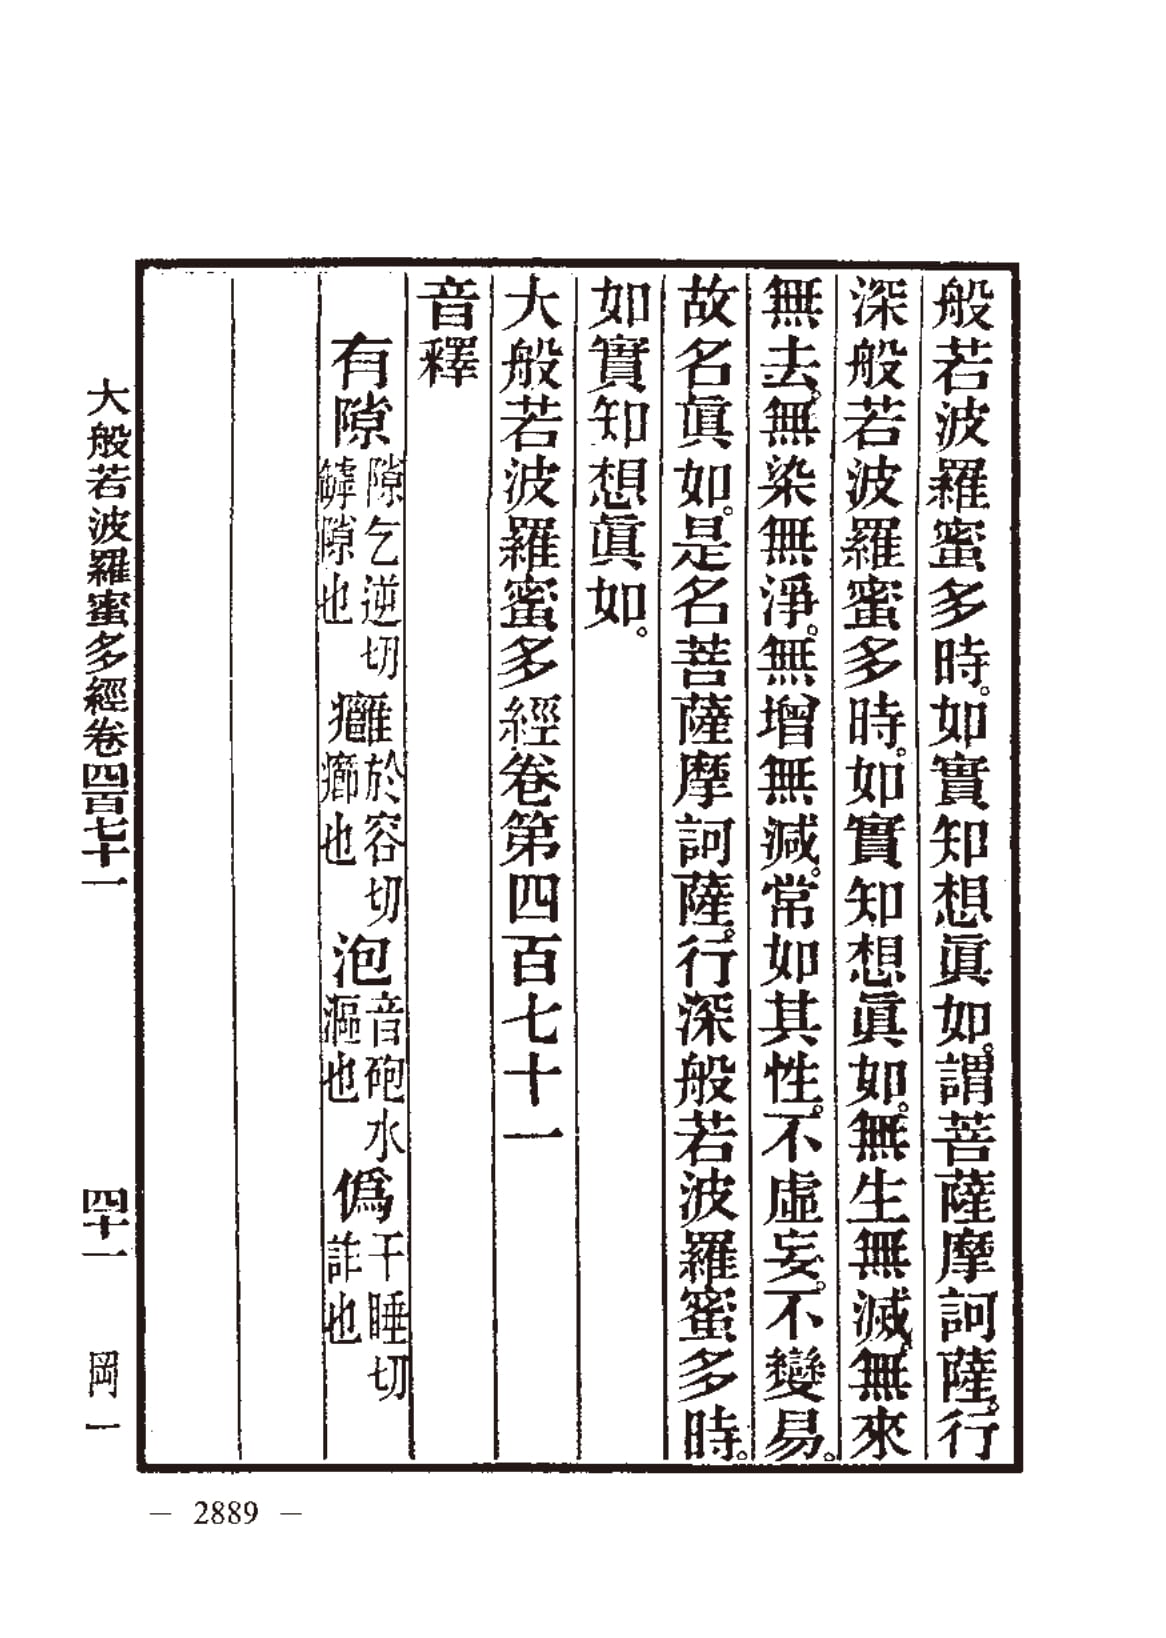 般若波羅蜜多時。如實知想眞如。謂菩薩摩訶薩。行
深般若波羅蜜多時。如實知想眞如。無生無滅。無來
無去。無染無淨。無增無減。常如其性。不虛妄。不變易。
故名眞如。是名菩薩摩訶薩。行深般若波羅蜜多時。
如實知想眞如。
大般若波羅蜜多經卷第四百七十一
音釋
有隙隙乞逆切罅隙也 癰於容切癤也 泡音砲水漚也 僞干睡切詐也
大般若波羅蜜多經卷四百七十一 四十一 岡一
— 2889 —